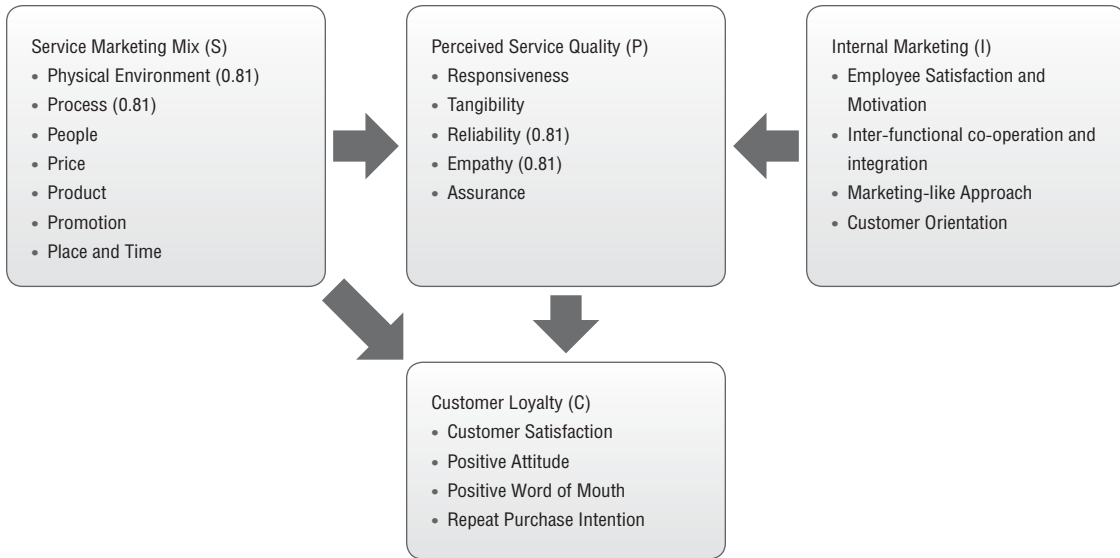 Service Marketing Mix (S)
• Physical Environment (0.81)
• Process (0.81)
• People
• Price
• Product
• Promotion
• Place and Time
Perceived Service Quality (P)
• Responsiveness
• Tangibility
• Reliability (0.81)
• Empathy (0.81)
• Assurance
Internal Marketing (I)
• Employee Satisfaction and
Motivation
• Inter-functional co-operation and
integration
• Marketing-like Approach
• Customer Orientation
Customer Loyalty (C)
• Customer Satisfaction
• Positive Attitude
• Positive Word of Mouth
• Repeat Purchase Intention